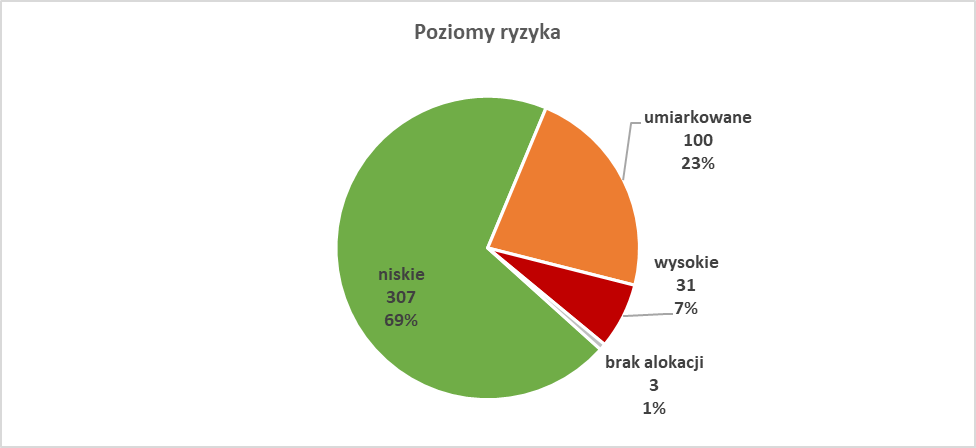 Poziomy ryzyka
umiarkowane
100
23%
wysokie
31
7%
brak alokacji
3
1%
niskie
307
69%